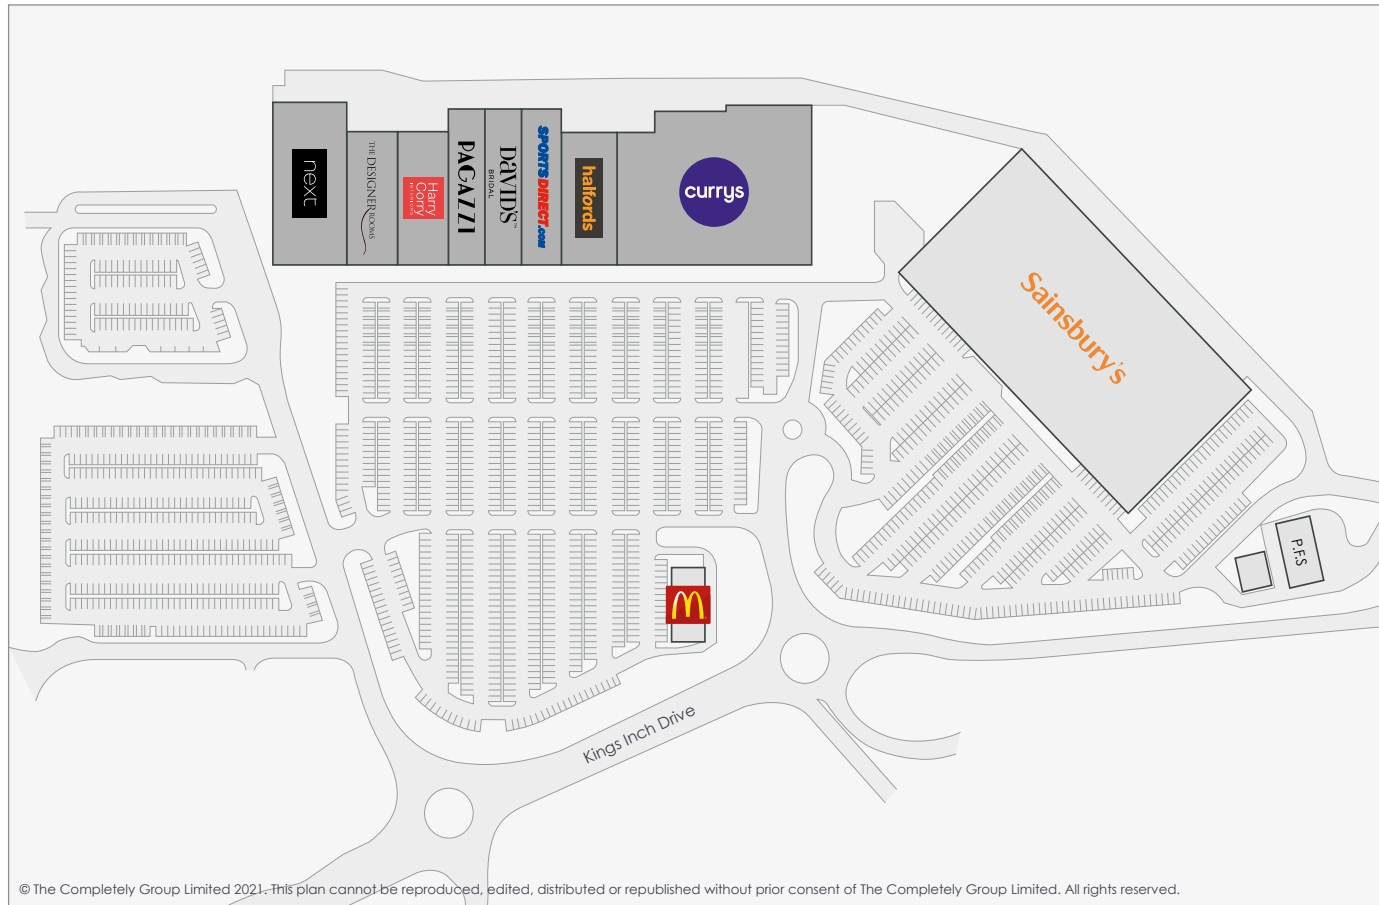 next
THE DESIGNER ROOMS
Harry
Corry
PAGAZZI
DAVID'S
BRIDAL
SPORTSDIRECT.COM
halfords
currys
Sainsbury's
P.F.S
Kings Inch Drive
© The Completely Group Limited 2021. This plan cannot be reproduced, edited, distributed or republished without prior consent of The Completely Group Limited. All rights reserved.